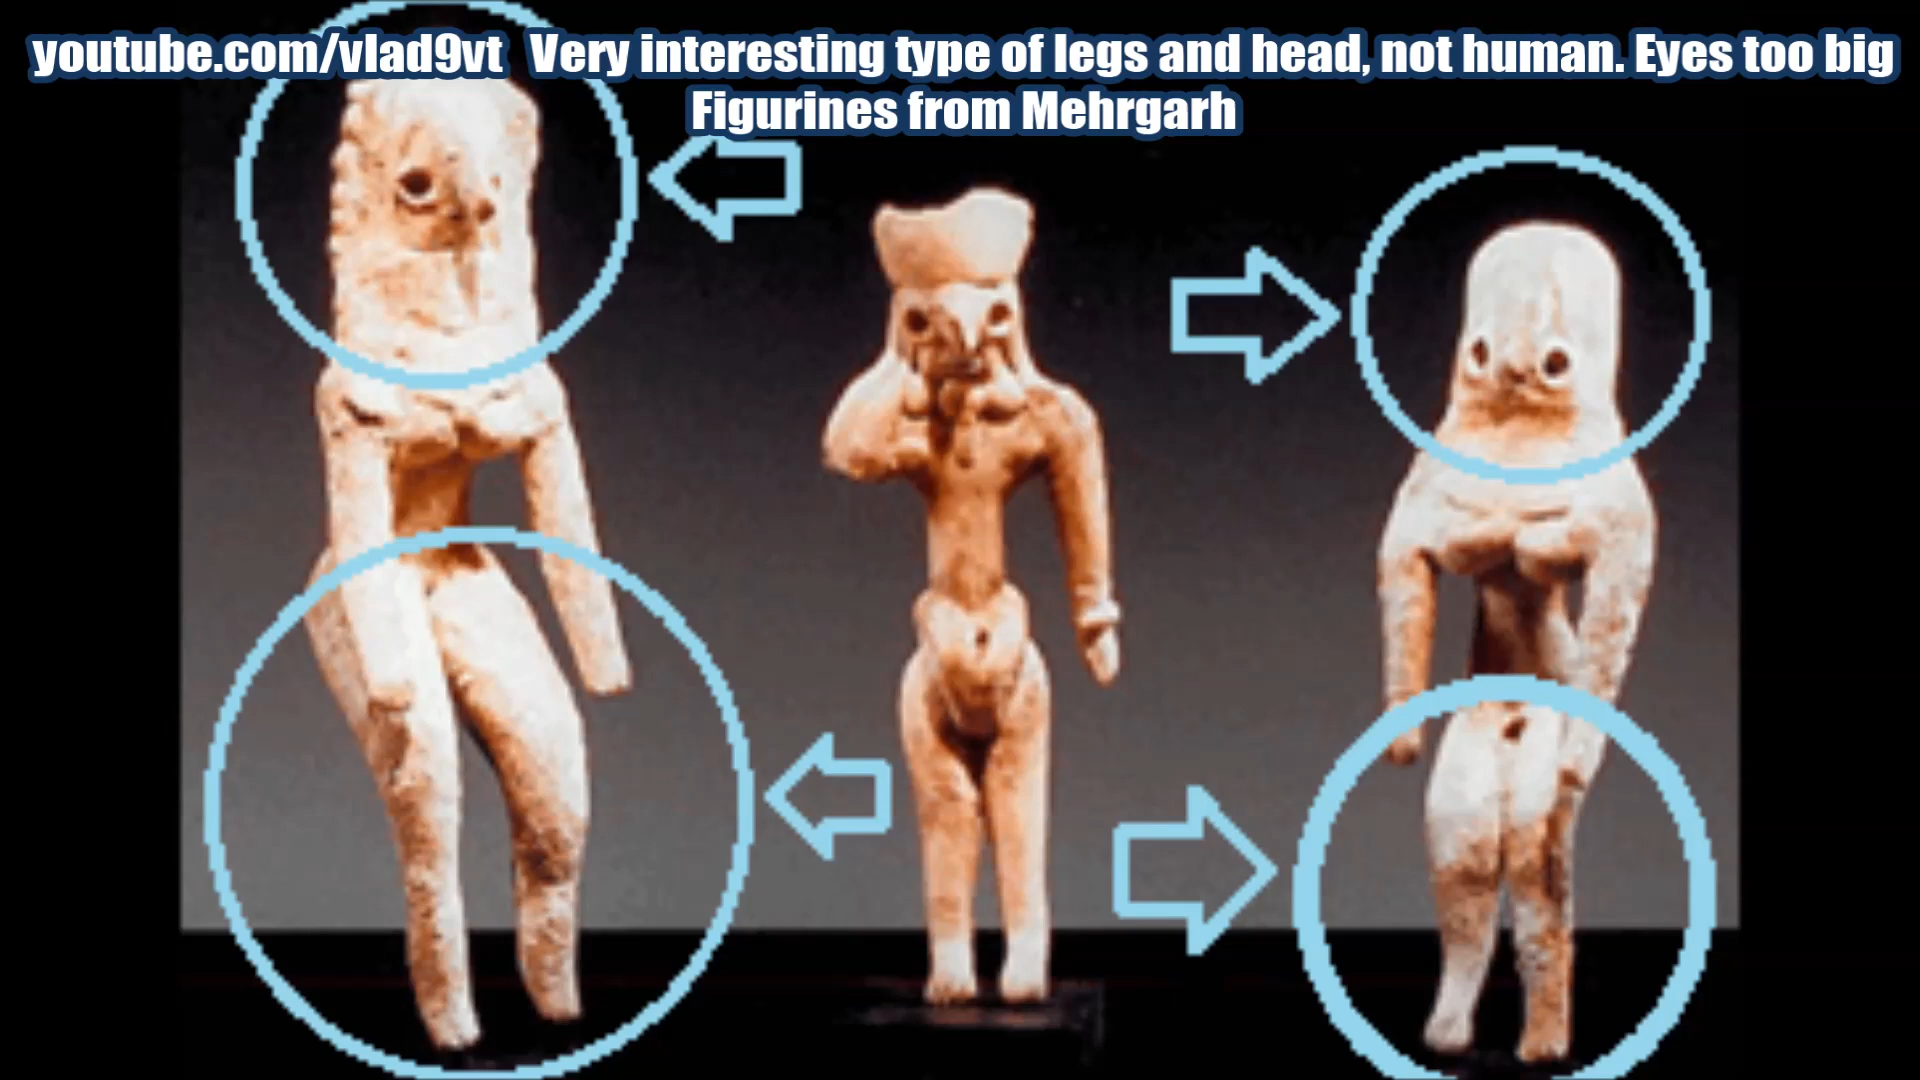 youtube.com/vlad9vt Very interesting type of legs and head, not human. Eyes too big
Figurines from Mehrgarh